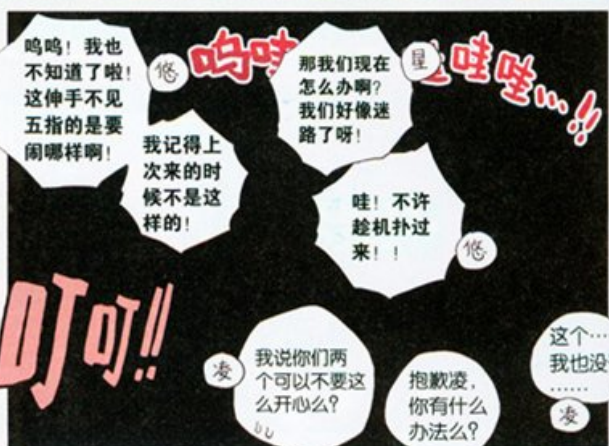 呜呜！我也
不知道了啦！
这伸手不见
五指的是要
闹哪样啊！
悠
我记得上
次来的时
候不是这
样的！
呜哇
哇哇…!!
那我们现在
怎么办啊？
我们好像迷
路了呀！
星
哇！不许
趁机扑过
来！！
悠
叮叮!!
凌
我说你们两
个可以不要这
么开心么？
抱歉凌，
你有什么
办法么？
这个…
我也没
……
凌